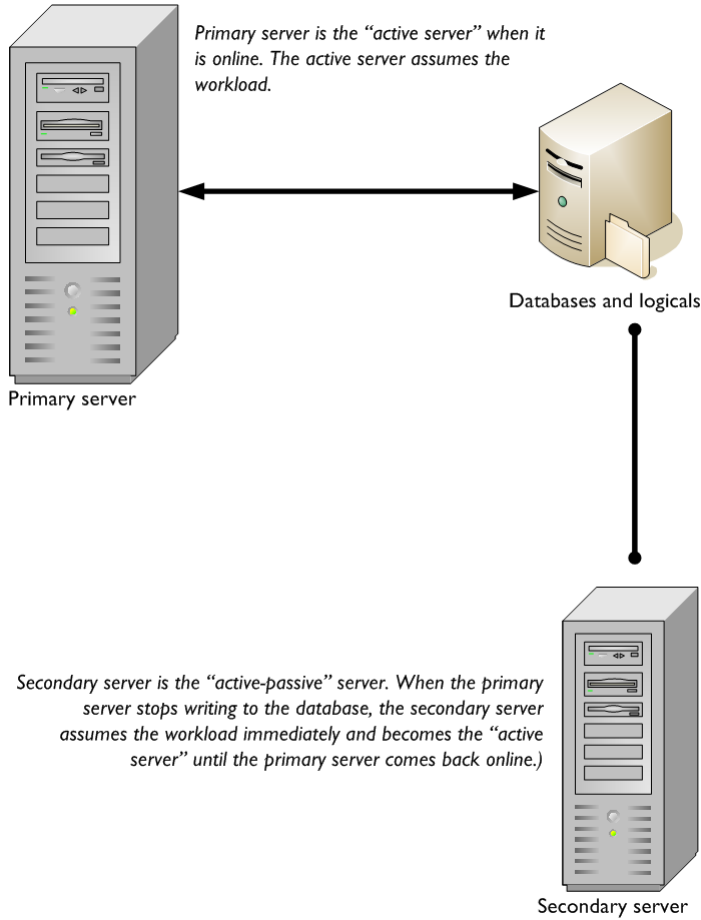 Primary server is the “active server” when it
is online. The active server assumes the
workload.
Databases and logicals
Primary server
Secondary server is the “active-passive” server. When the primary
server stops writing to the database, the secondary server
assumes the workload immediately and becomes the “active
server” until the primary server comes back online.)
Secondary server